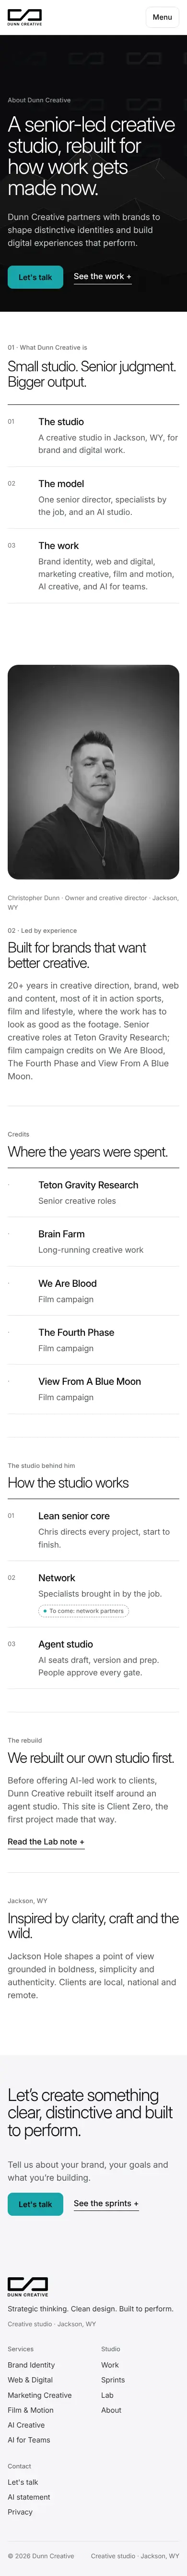 DUNN CREATIVE
Menu
About Dunn Creative
A senior-led creative
studio, rebuilt for
how work gets
made now.
Dunn Creative partners with brands to
shape distinctive identities and build
digital experiences that perform.
Let's talk
See the work +
01 · What Dunn Creative is
Small studio. Senior judgment.
Bigger output.
01
The studio
A creative studio in Jackson, WY, for
brand and digital work.
02
The model
One senior director, specialists by
the job, and an AI studio.
03
The work
Brand identity, web and digital,
marketing creative, film and motion,
AI creative, and AI for teams.
Christopher Dunn · Owner and creative director · Jackson,
WY
02 · Led by experience
Built for brands that want
better creative.
20+ years in creative direction, brand, web
and content, most of it in action sports,
film and lifestyle, where the work has to
look as good as the footage. Senior
creative roles at Teton Gravity Research;
film campaign credits on We Are Blood,
The Fourth Phase and View From A Blue
Moon.
Credits
Where the years were spent.
· Teton Gravity Research
Senior creative roles
· Brain Farm
Long-running creative work
· We Are Blood
Film campaign
· The Fourth Phase
Film campaign
· View From A Blue Moon
Film campaign
The studio behind him
How the studio works
01
Lean senior core
Chris directs every project, start to
finish.
02
Network
Specialists brought in by the job.
To come: network partners
03
Agent studio
AI seats draft, version and prep.
People approve every gate.
The rebuild
We rebuilt our own studio first.
Before offering AI-led work to clients,
Dunn Creative rebuilt itself around an
agent studio. This site is Client Zero, the
first project made that way.
Read the Lab note +
Jackson, WY
Inspired by clarity, craft and the
wild.
Jackson Hole shapes a point of view
grounded in boldness, simplicity and
authenticity. Clients are local, national and
remote.
Let's create something
clear, distinctive and built
to perform.
Tell us about your brand, your goals and
what you're building.
Let's talk
See the sprints +
DUNN CREATIVE
Strategic thinking. Clean design. Built to perform.
Creative studio · Jackson, WY
Services
Brand Identity
Web & Digital
Marketing Creative
Film & Motion
AI Creative
AI for Teams
Studio
Work
Sprints
Lab
About
Contact
Let's talk
AI statement
Privacy
© 2026 Dunn Creative
Creative studio · Jackson, WY